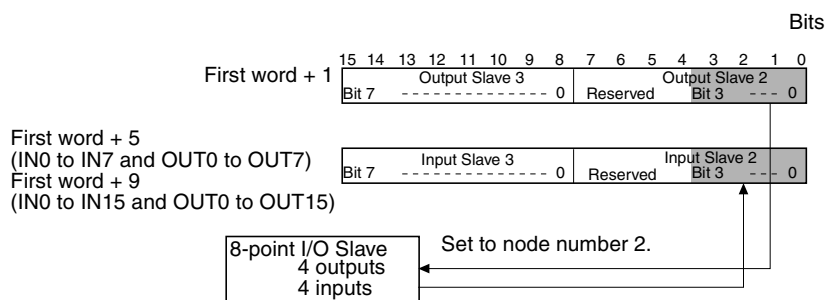 Bits
15 14 13 12 11 10 9 8 7 6 5 4 3 2 1 0
First word + 1
Output Slave 3 Output Slave 2
Bit 7 - - - - - - - - - - - - - - - 0 Reserved Bit 3 - - - 0
First word + 5
(IN0 to IN7 and OUT0 to OUT7)
First word + 9
(IN0 to IN15 and OUT0 to OUT15)
Input Slave 3 Input Slave 2
Bit 7 - - - - - - - - - - - - - - - 0 Reserved Bit 3 - - - 0
8-point I/O Slave
4 outputs
4 inputs
Set to node number 2.